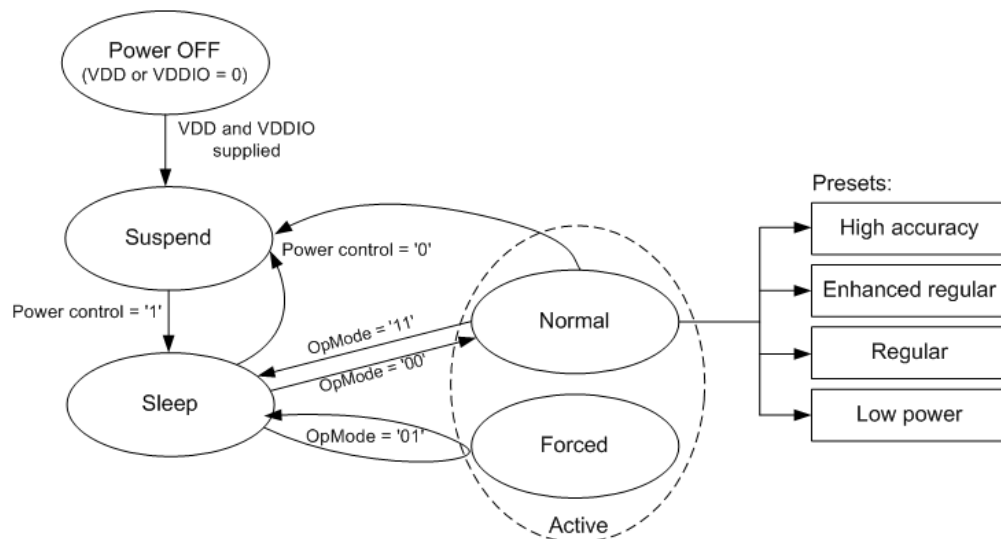 Power OFF
(VDD or VDDIO = 0)
VDD and VDDIO
supplied
Presets:
High accuracy
Suspend
Power control = '0'
Enhanced regular
Power control = '1'
OpMode = '11'
Normal
Regular
OpMode = '00'
Sleep
Low power
OpMode = '01'
Forced
Active